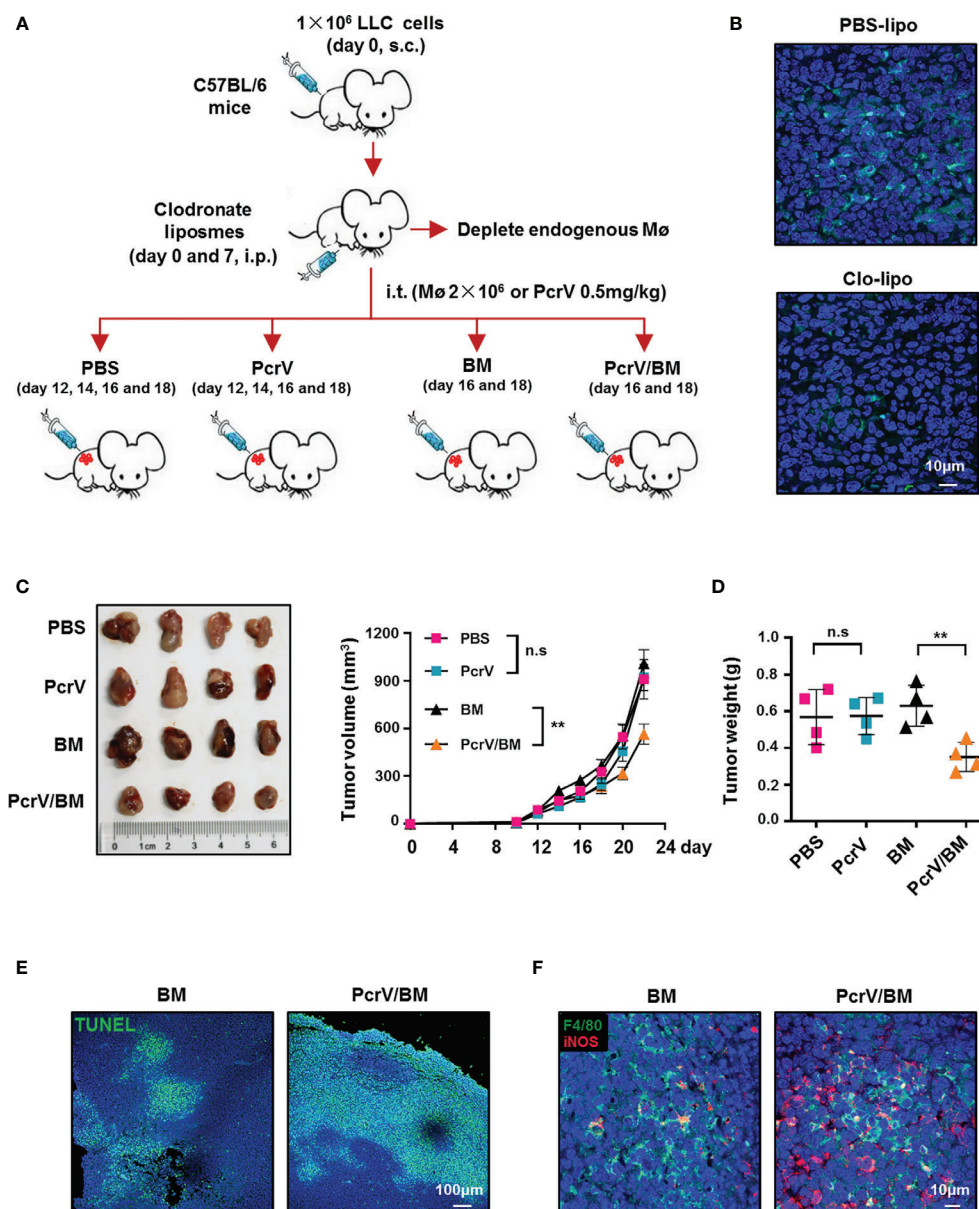 A
1×10⁶ LLC cells
(day 0, s.c.)
C57BL/6
mice
Clodronate
liposmes
(day 0 and 7, i.p.)
Deplete endogenous Mø
i.t. (Mø 2×10⁶ or PcrV 0.5mg/kg)
PBS
(day 12, 14, 16 and 18)
PcrV
(day 12, 14, 16 and 18)
BM
(day 16 and 18)
PcrV/BM
(day 16 and 18)
B
PBS-lipo
Clo-lipo
10µm
C
PBS
PcrV
BM
PcrV/BM
0 1cm 2 3 4 5 6
Tumor volume (mm³)
1200
900
600
300
0
PBS
PcrV
n.s
BM
PcrV/BM
**
0 4 8 12 16 20 24 day
D
Tumor weight (g)
1.0
0.8
0.6
0.4
0.2
0.0
n.s
**
PBS
PcrV
BM
PcrV/BM
E
BM
PcrV/BM
TUNEL
100µm
F
BM
PcrV/BM
F4/80
iNOS
10µm